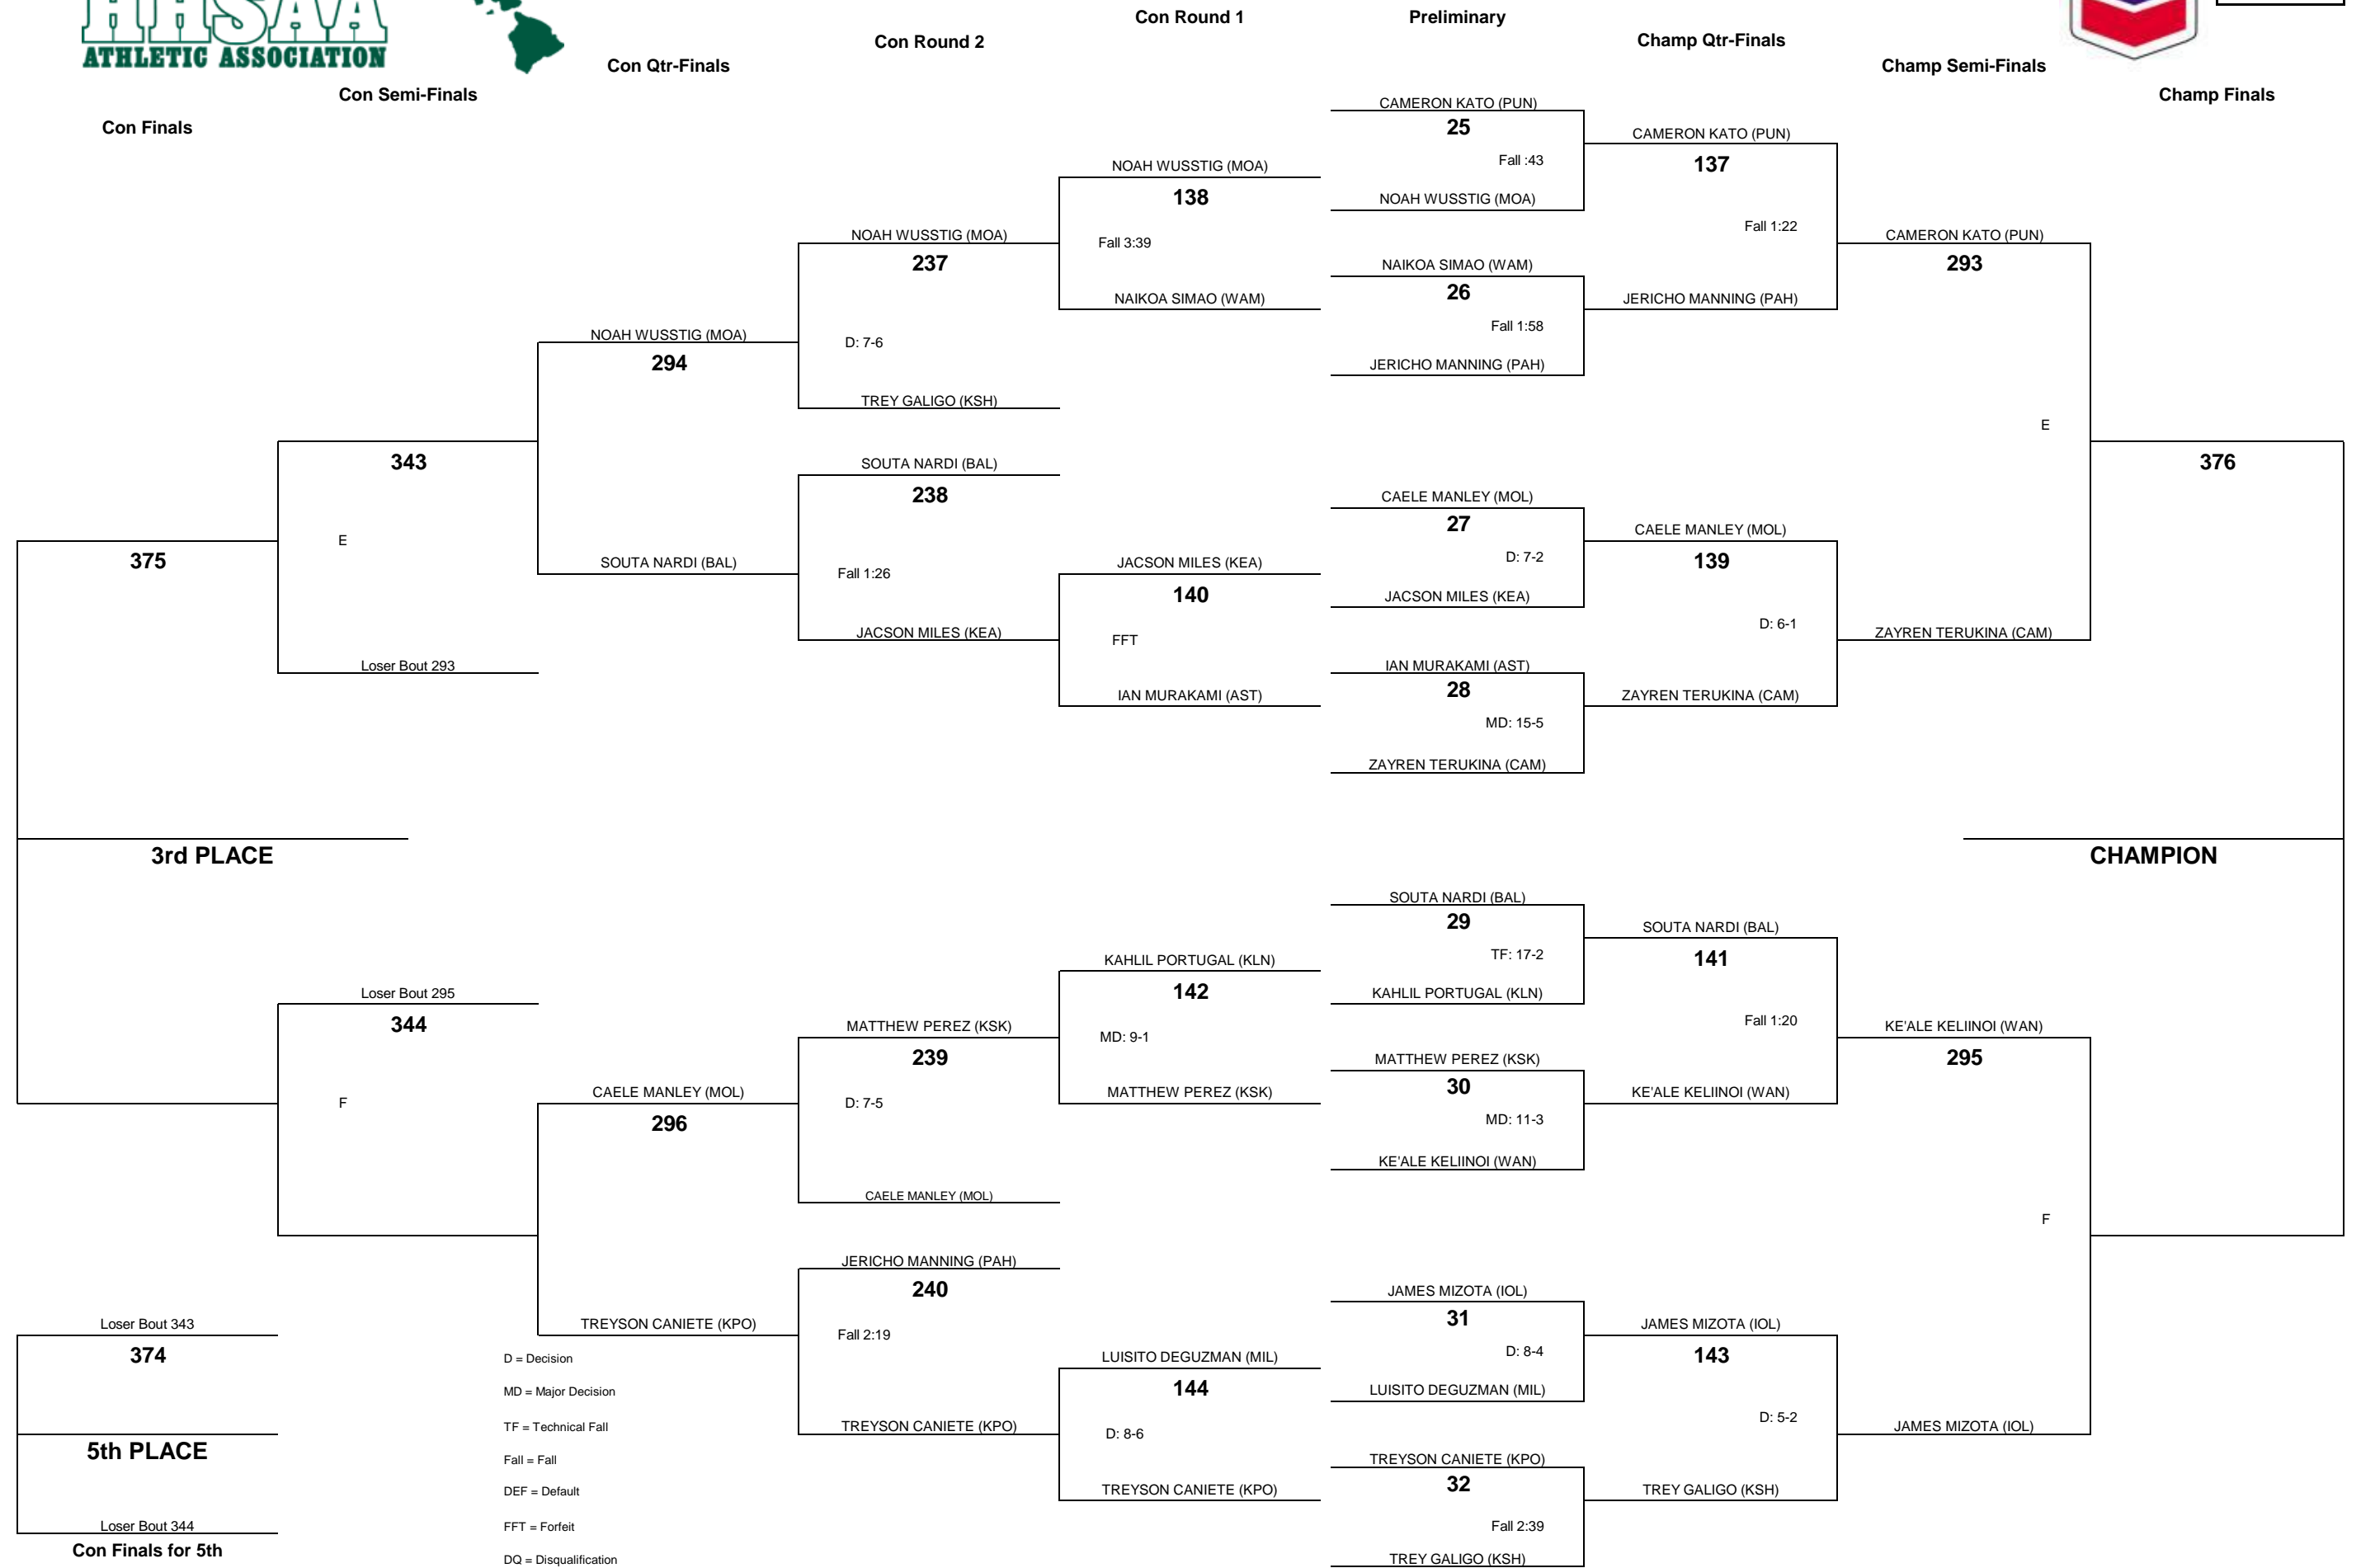 HHSAA
ATHLETIC ASSOCIATION
Con Finals
Con Semi-Finals
Con Qtr-Finals
Con Round 2
Con Round 1
Preliminary
Champ Qtr-Finals
Champ Semi-Finals
Champ Finals
CAMERON KATO (PUN)
25
Fall :43
NOAH WUSSTIG (MOA)
NAIKOA SIMAO (WAM)
26
Fall 1:58
JERICHO MANNING (PAH)
CAELE MANLEY (MOL)
27
D: 7-2
JACSON MILES (KEA)
IAN MURAKAMI (AST)
28
MD: 15-5
ZAYREN TERUKINA (CAM)
SOUTA NARDI (BAL)
29
TF: 17-2
KAHLIL PORTUGAL (KLN)
MATTHEW PEREZ (KSK)
30
MD: 11-3
KE'ALE KELIINOI (WAN)
JAMES MIZOTA (IOL)
31
D: 8-4
LUISITO DEGUZMAN (MIL)
TREYSON CANIETE (KPO)
32
Fall 2:39
TREY GALIGO (KSH)
CAMERON KATO (PUN)
137
Fall 1:22
JERICHO MANNING (PAH)
CAELE MANLEY (MOL)
139
D: 6-1
ZAYREN TERUKINA (CAM)
SOUTA NARDI (BAL)
141
Fall 1:20
KE'ALE KELIINOI (WAN)
JAMES MIZOTA (IOL)
143
D: 5-2
TREY GALIGO (KSH)
CAMERON KATO (PUN)
293
E
ZAYREN TERUKINA (CAM)
KE'ALE KELIINOI (WAN)
295
F
JAMES MIZOTA (IOL)
376
CHAMPION
NOAH WUSSTIG (MOA)
138
Fall 3:39
NAIKOA SIMAO (WAM)
JACSON MILES (KEA)
140
FFT
IAN MURAKAMI (AST)
KAHLIL PORTUGAL (KLN)
142
MD: 9-1
MATTHEW PEREZ (KSK)
LUISITO DEGUZMAN (MIL)
144
D: 8-6
TREYSON CANIETE (KPO)
NOAH WUSSTIG (MOA)
237
D: 7-6
TREY GALIGO (KSH)
SOUTA NARDI (BAL)
238
Fall 1:26
JACSON MILES (KEA)
MATTHEW PEREZ (KSK)
239
D: 7-5
CAELE MANLEY (MOL)
JERICHO MANNING (PAH)
240
Fall 2:19
TREYSON CANIETE (KPO)
NOAH WUSSTIG (MOA)
294
SOUTA NARDI (BAL)
CAELE MANLEY (MOL)
296
TREYSON CANIETE (KPO)
343
E
Loser Bout 293
Loser Bout 295
344
F
375
3rd PLACE
Loser Bout 343
374
5th PLACE
Loser Bout 344
Con Finals for 5th
D = Decision
MD = Major Decision
TF = Technical Fall
Fall = Fall
DEF = Default
FFT = Forfeit
DQ = Disqualification